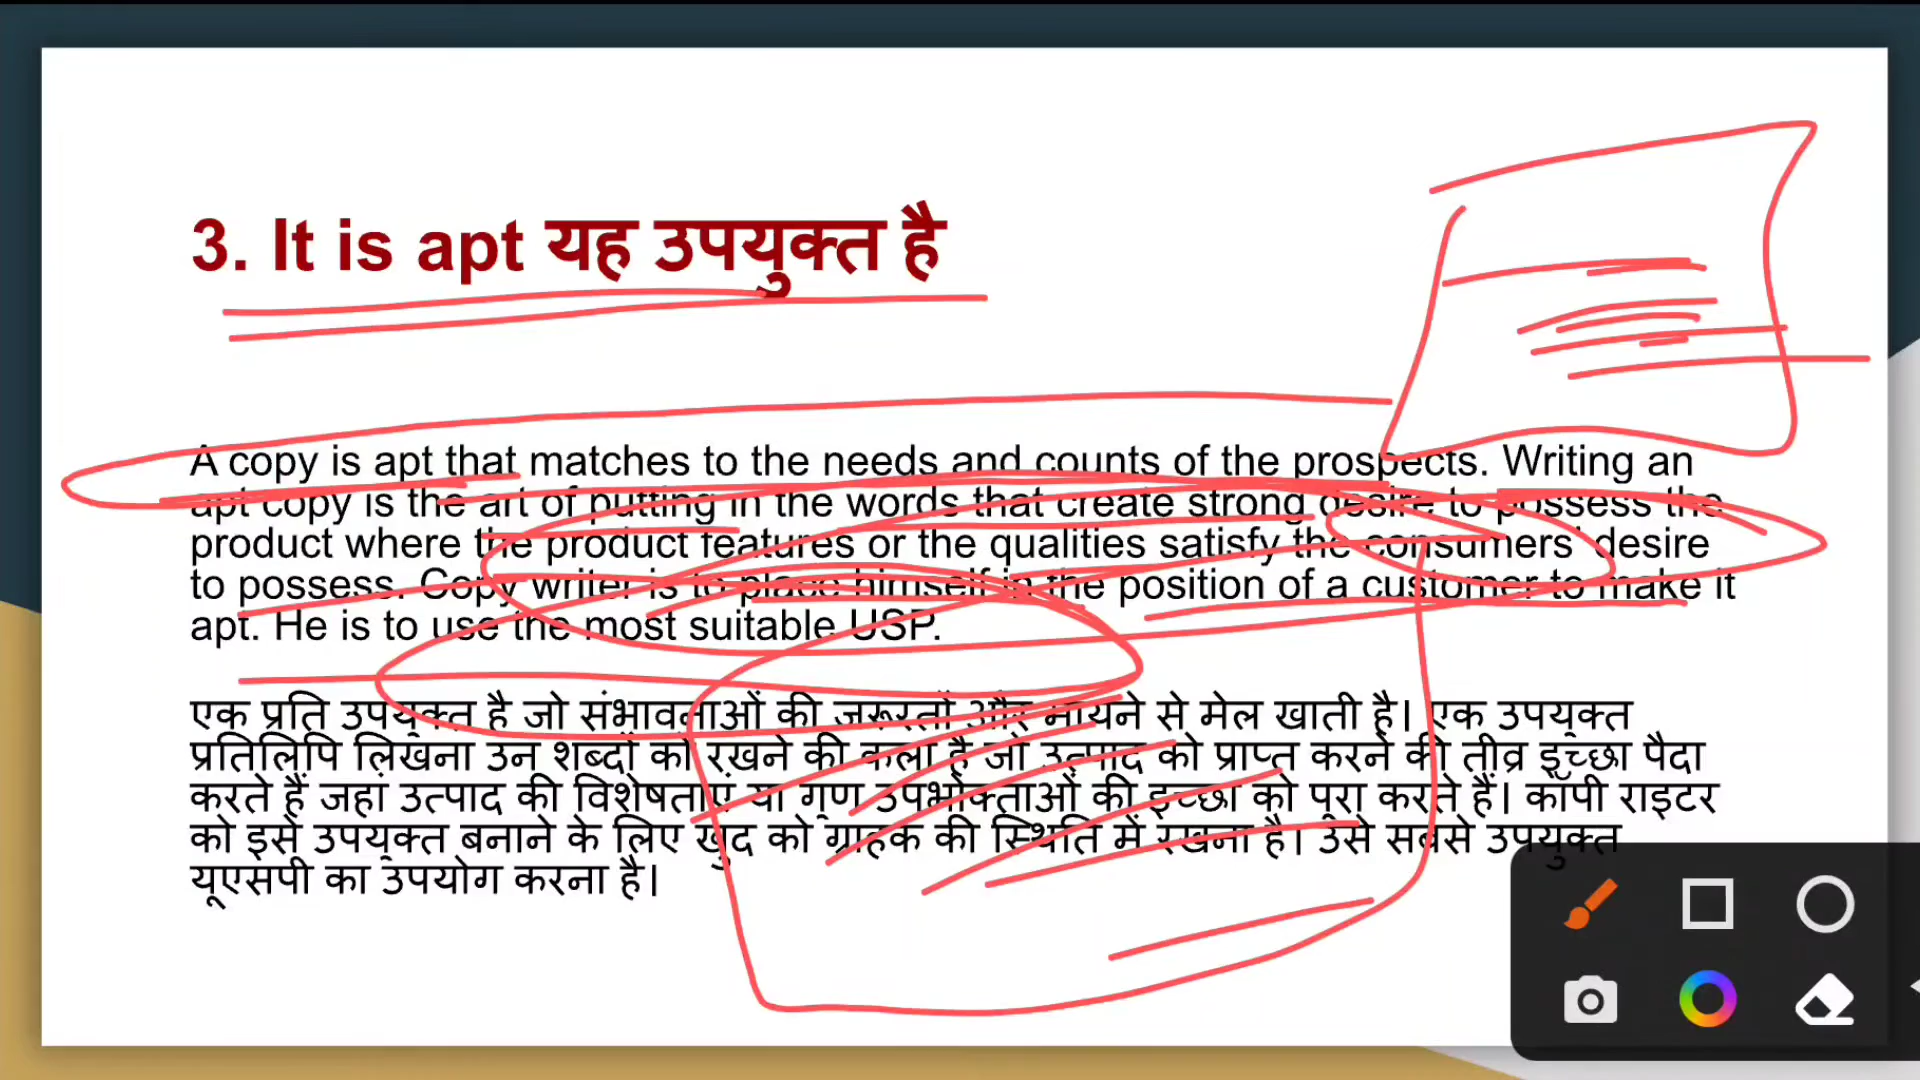 3. It is apt यह उपयुक्त है
A copy is apt that matches to the needs and counts of the prospects. Writing an
apt copy is the art of putting in the words that create strong desire to possess the
product where the product features or the qualities satisfy the consumers' desire
to possess. Copy writer is to place himself in the position of a customer to make it
apt. He is to use the most suitable USP.
एक प्रति उपयुक्त है जो संभावनाओं की जरूरतों और मायने से मेल खाती है। एक उपयुक्त
प्रतिलिपि लिखना उन शब्दों को रखने की कला है जो उत्पाद को प्राप्त करने की तीव्र इच्छा पैदा
करते हैं जहां उत्पाद की विशेषताएं या गुण उपभोक्ताओं की इच्छा को पूरा करते हैं। कॉपी राइटर
को इसे उपयुक्त बनाने के लिए खुद को ग्राहक की स्थिति में रखना है। उसे सबसे उपयुक्त
यूएसपी का उपयोग करना है।